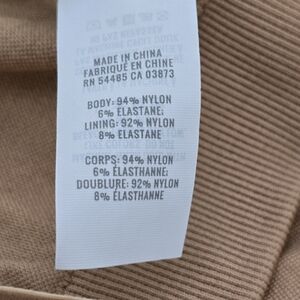 MADE IN CHINA
FABRIQUÉ EN CHINE
RN 54485 CA 03873
BODY: 94% NYLON
6% ELASTANE;
LINING: 92% NYLON
8% ELASTANE
CORPS: 94% NYLON
6% ÉLASTHANNE;
DOUBLURE: 92% NYLON
8% ÉLASTHANNE